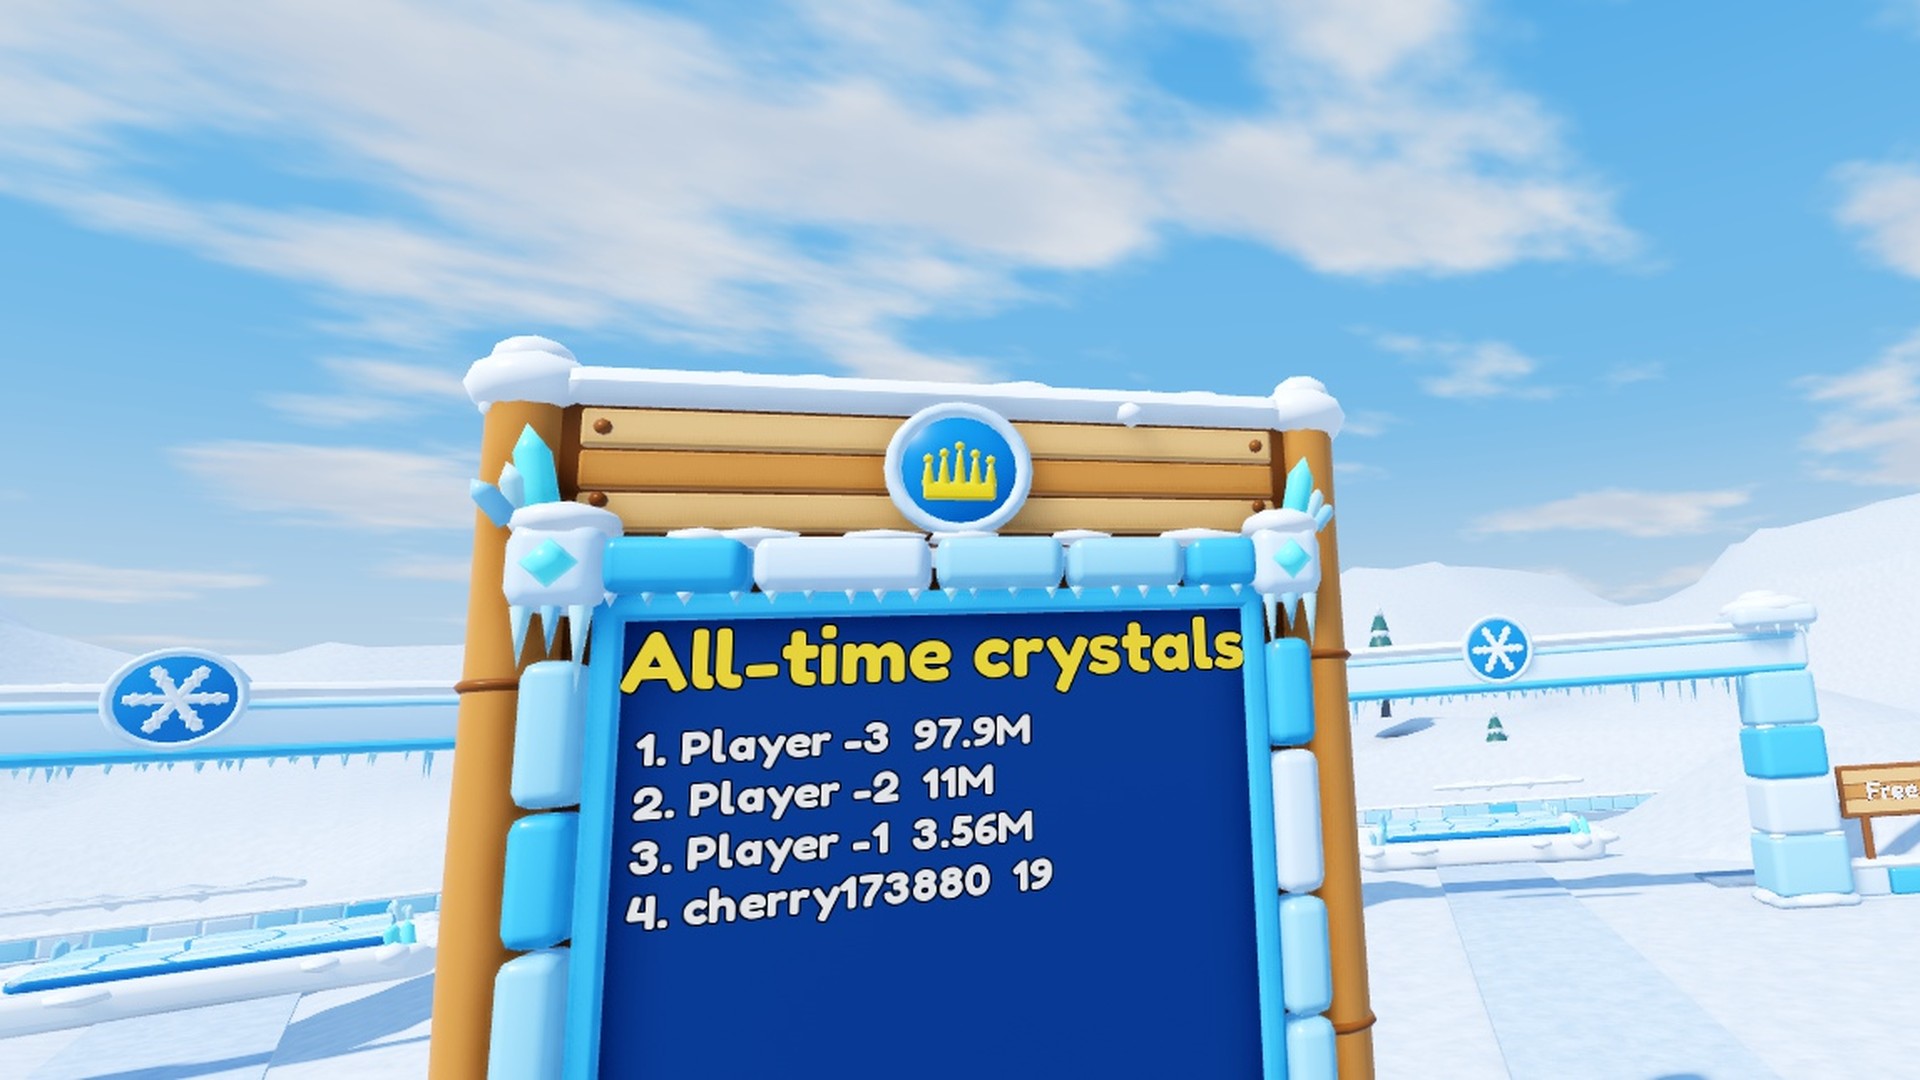 All-time crystals
1. Player -3 97.9M
2. Player -2 11M
3. Player -1 3.56M
4. cherry173880 19
Free